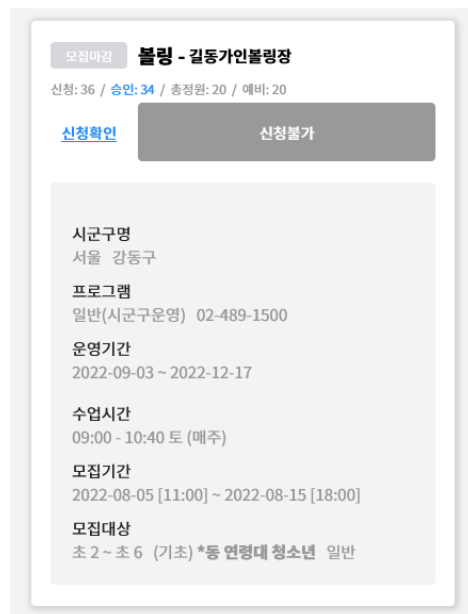 모집마감 볼링 - 길동가인볼링장
신청: 36 / 승인: 34 / 총정원: 20 / 예비: 20
신청확인 신청불가
시군구명
서울 강동구
프로그램
일반(시군구운영) 02-489-1500
운영기간
2022-09-03 ~ 2022-12-17
수업시간
09:00 - 10:40 토 (매주)
모집기간
2022-08-05 [11:00] ~ 2022-08-15 [18:00]
모집대상
초 2 ~ 초 6 (기초) *동 연령대 청소년 일반